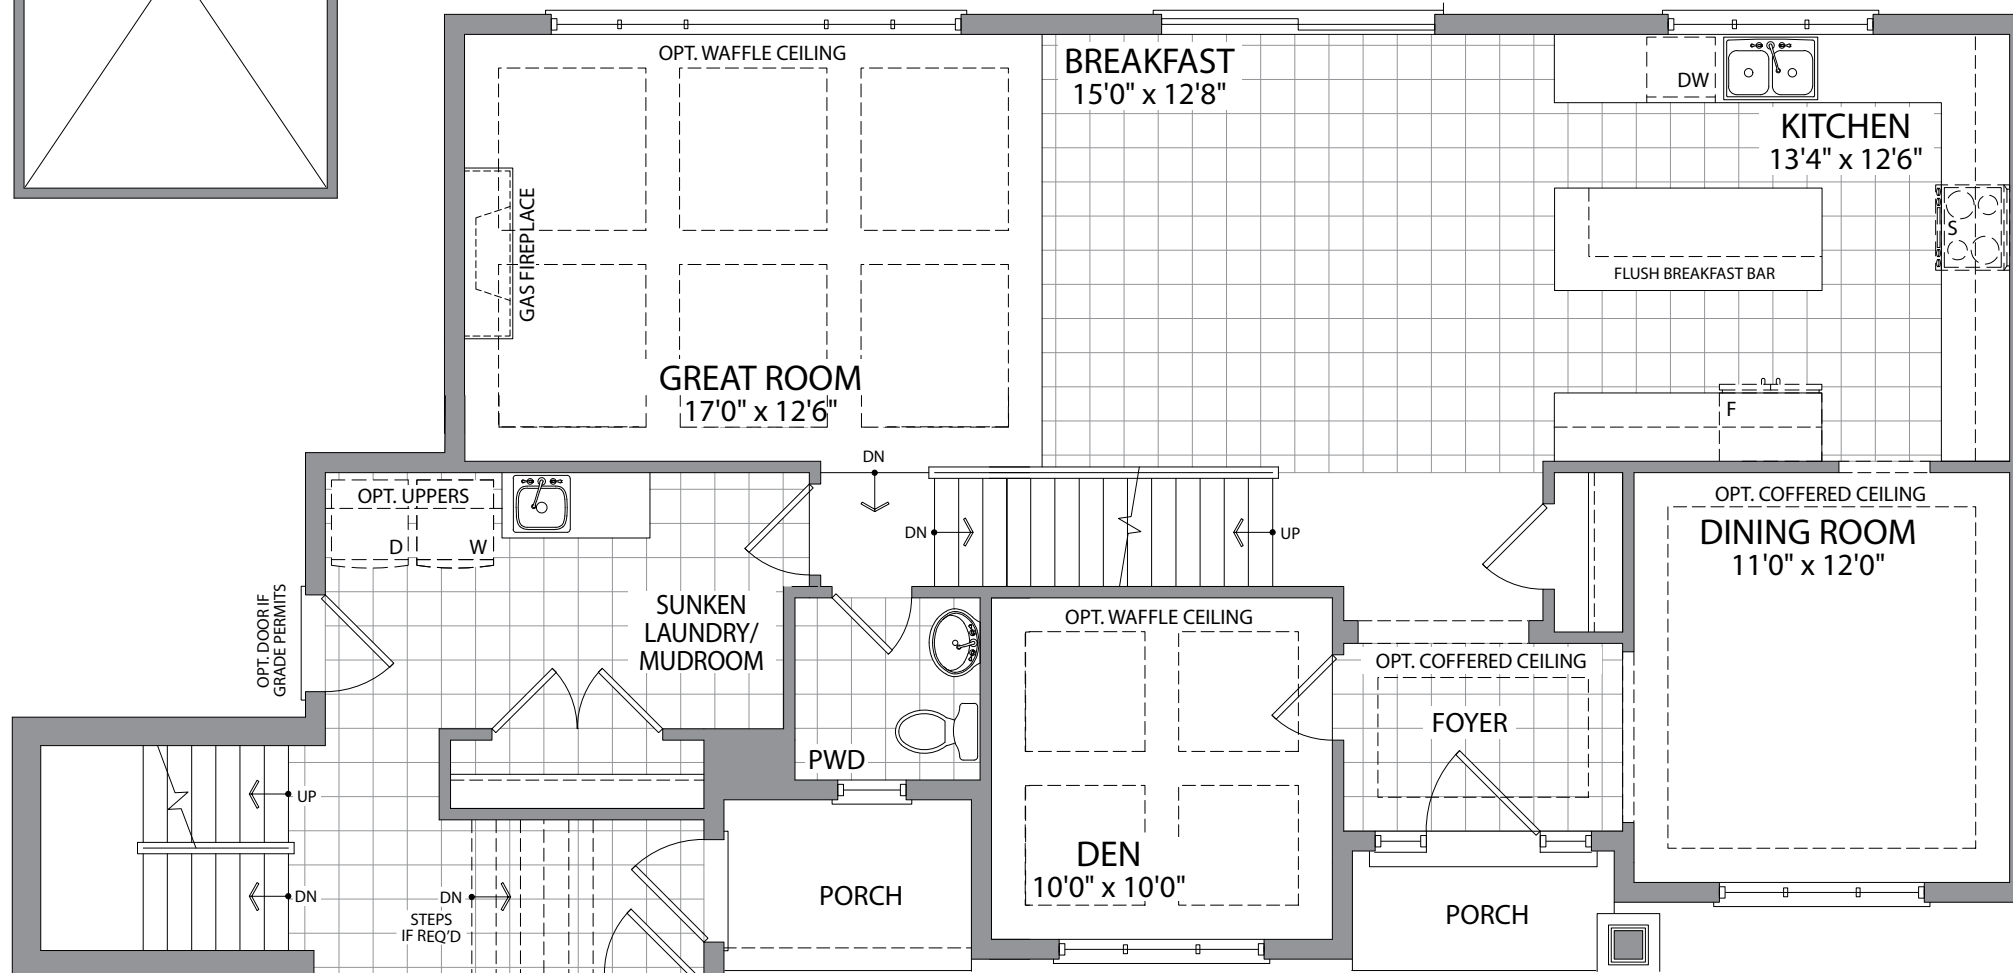 OPT. WAFFLE CEILING
BREAKFAST
15'0" x 12'8"
DW
KITCHEN
13'4" x 12'6"
GAS FIREPLACE
S
FLUSH BREAKFAST BAR
GREAT ROOM
17'0" x 12'6"
F
DN
OPT. UPPERS
D
W
DN
UP
OPT. COFFERED CEILING
DINING ROOM
11'0" x 12'0"
OPT. DOOR IF
GRADE PERMITS
SUNKEN
LAUNDRY/
MUDROOM
OPT. WAFFLE CEILING
OPT. COFFERED CEILING
FOYER
PWD
UP
DN
DN
STEPS
IF REQ'D
PORCH
DEN
10'0" x 10'0"
PORCH